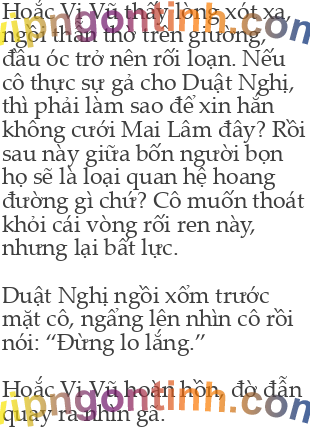 Hoắc Vi Vũ thấy lòng xót xa,
ngồi thẫn thờ trên giường,
đầu óc trở nên rối loạn. Nếu
cô thực sự gả cho Duật Nghị,
thì phải làm sao để xin hắn
không cưới Mai Lâm đây? Rồi
sau này giữa bốn người bọn
họ sẽ là loại quan hệ hoang
đường gì chứ? Cô muốn thoát
khỏi cái vòng rối ren này,
nhưng lại bất lực.
Duật Nghị ngồi xổm trước
mặt cô, ngẩng lên nhìn cô rồi
nói: “Đừng lo lắng.”
Hoắc Vi Vũ hoàn hồn, đờ đẫn
quay ra nhìn gã.
vipngontinh.com
vipngontinh.com